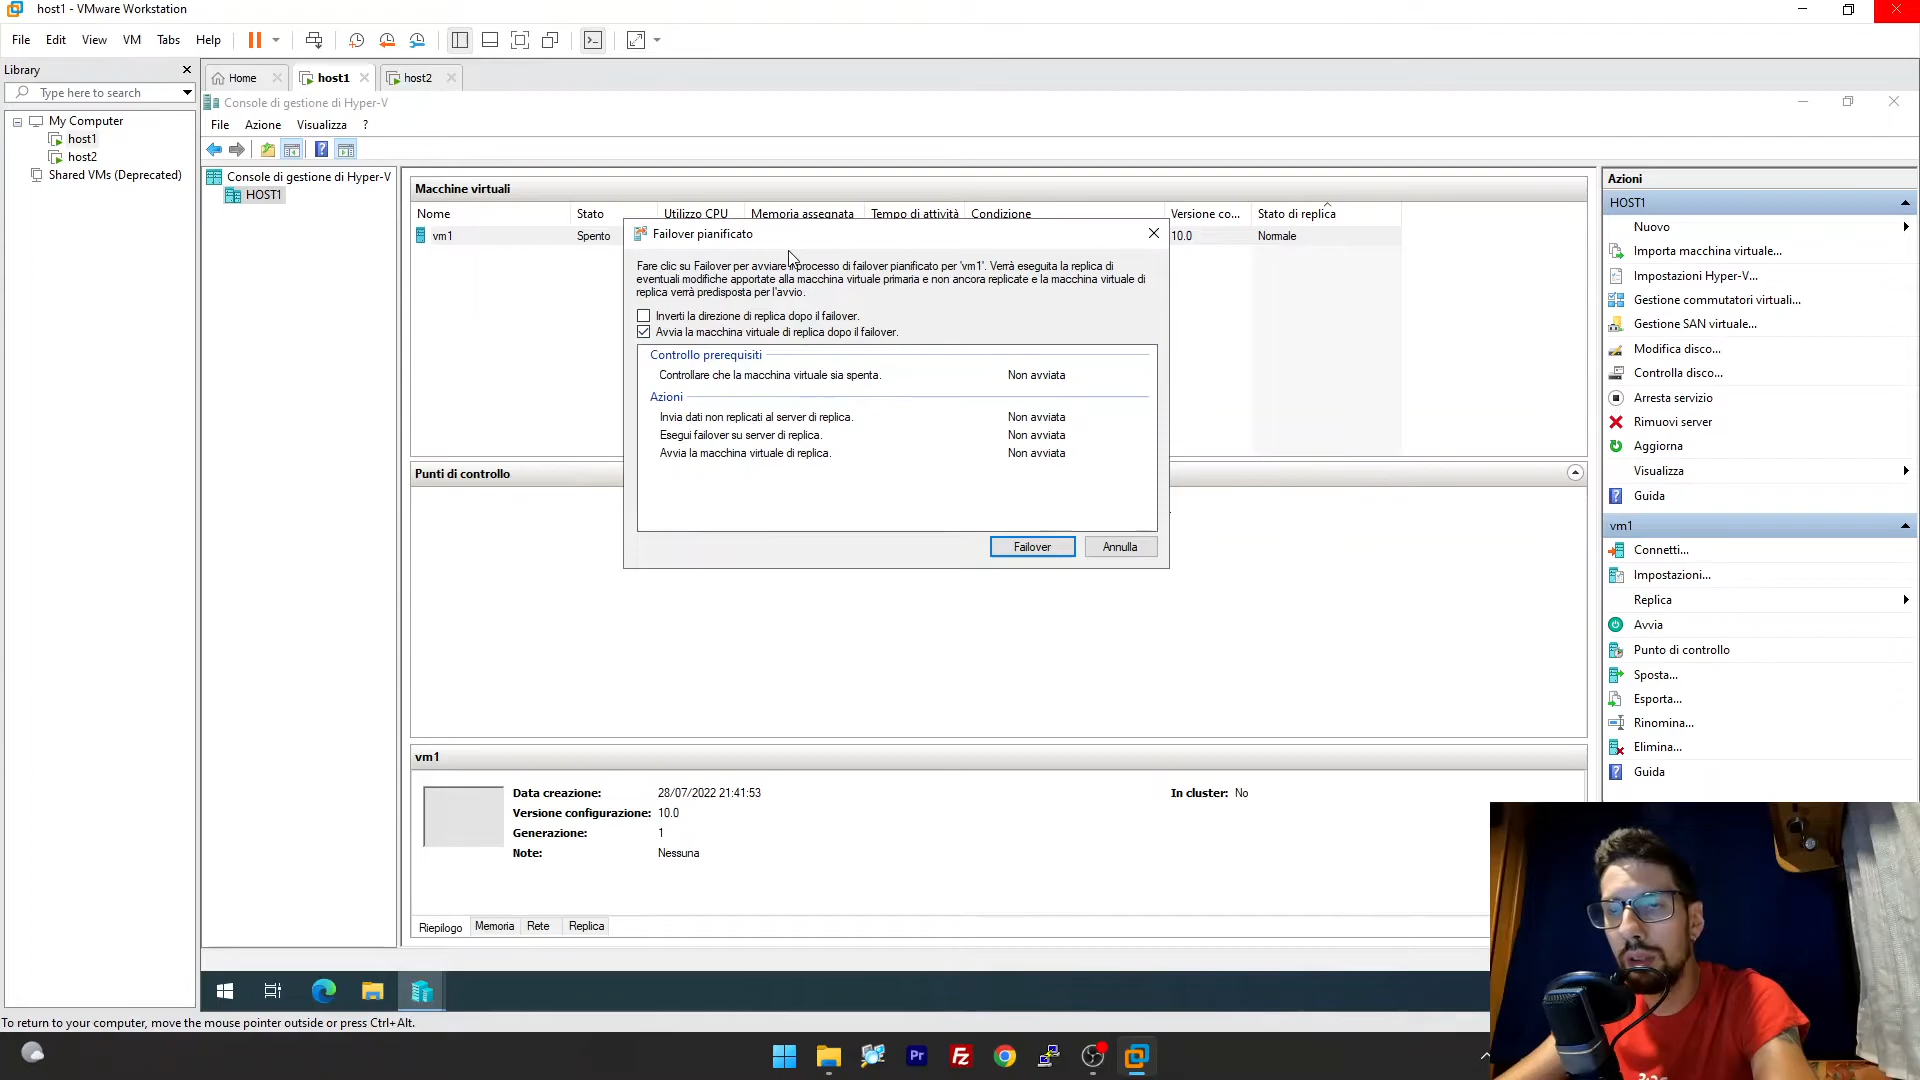 host1 - VMware Workstation
File Edit View VM Tabs Help
Library
Type here to search
My Computer
host1
host2
Shared VMs (Deprecated)
Home host1 host2
Console di gestione di Hyper-V
File Azione Visualizza ?
Console di gestione di Hyper-V
HOST1
Macchine virtuali
Nome Stato Utilizzo CPU Memoria assegnata Tempo di attività Condizione Versione co... Stato di replica
vm1 Spento 10.0 Normale
Failover pianificato
Fare clic su Failover per avviare il processo di failover pianificato per 'vm1'. Verrà eseguita la replica di
eventuali modifiche apportate alla macchina virtuale primaria e non ancora replicate e la macchina virtuale di
replica verrà predisposta per l'avvio.
Inverti la direzione di replica dopo il failover.
Avvia la macchina virtuale di replica dopo il failover.
Controllo prerequisiti
Controllare che la macchina virtuale sia spenta. Non avviata
Azioni
Invia dati non replicati al server di replica. Non avviata
Esegui failover su server di replica. Non avviata
Avvia la macchina virtuale di replica. Non avviata
Failover Annulla
Punti di controllo
vm1
Data creazione: 28/07/2022 21:41:53 In cluster: No
Versione configurazione: 10.0
Generazione: 1
Note: Nessuna
Riepilogo Memoria Rete Replica
Azioni
HOST1
Nuovo
Importa macchina virtuale...
Impostazioni Hyper-V...
Gestione commutatori virtuali...
Gestione SAN virtuale...
Modifica disco...
Controlla disco...
Arresta servizio
Rimuovi server
Aggiorna
Visualizza
Guida
vm1
Connetti...
Impostazioni...
Replica
Avvia
Punto di controllo
Sposta...
Esporta...
Rinomina...
Elimina...
Guida
To return to your computer, move the mouse pointer outside or press Ctrl+Alt.
Pr
Fz